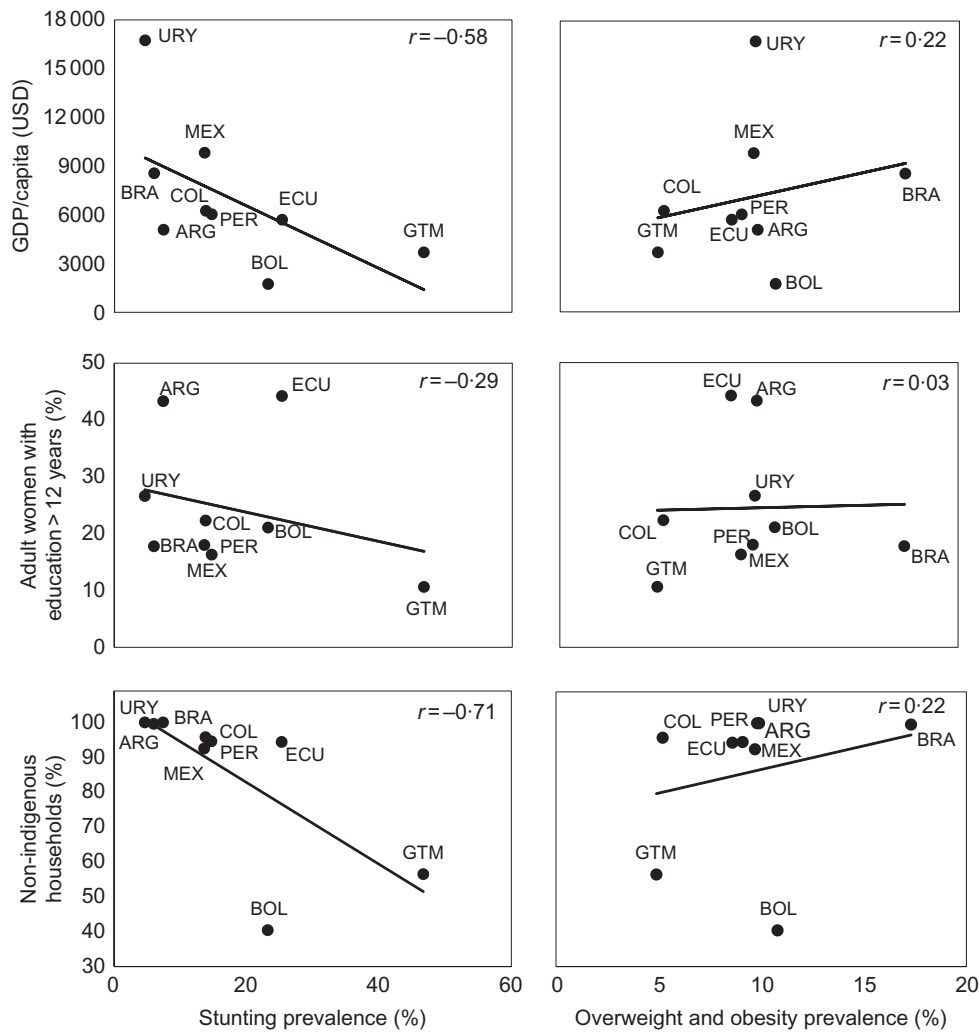 18 000
15 000
12 000
9000
6000
3000
0
GDP/capita (USD)
r = –0·58
URY
MEX
BRA
COL
ECU
PER
ARG
GTM
BOL
r = 0·22
URY
MEX
COL
BRA
PER
GTM
ECU
ARG
BOL
50
40
30
20
10
0
Adult women with
education > 12 years (%)
r = –0·29
ARG
ECU
URY
COL
BOL
BRA
PER
MEX
GTM
r = 0·03
ECU
ARG
URY
COL
BOL
PER
MEX
BRA
GTM
100
90
80
70
60
50
40
30
Non-indigenous
households (%)
r = –0·71
URY
BRA
ARG
COL
PER
ECU
MEX
GTM
BOL
0
20
40
60
Stunting prevalence (%)
r = 0·22
URY
COL
PER
ARG
ECU
MEX
BRA
GTM
BOL
0
5
10
15
20
Overweight and obesity prevalence (%)